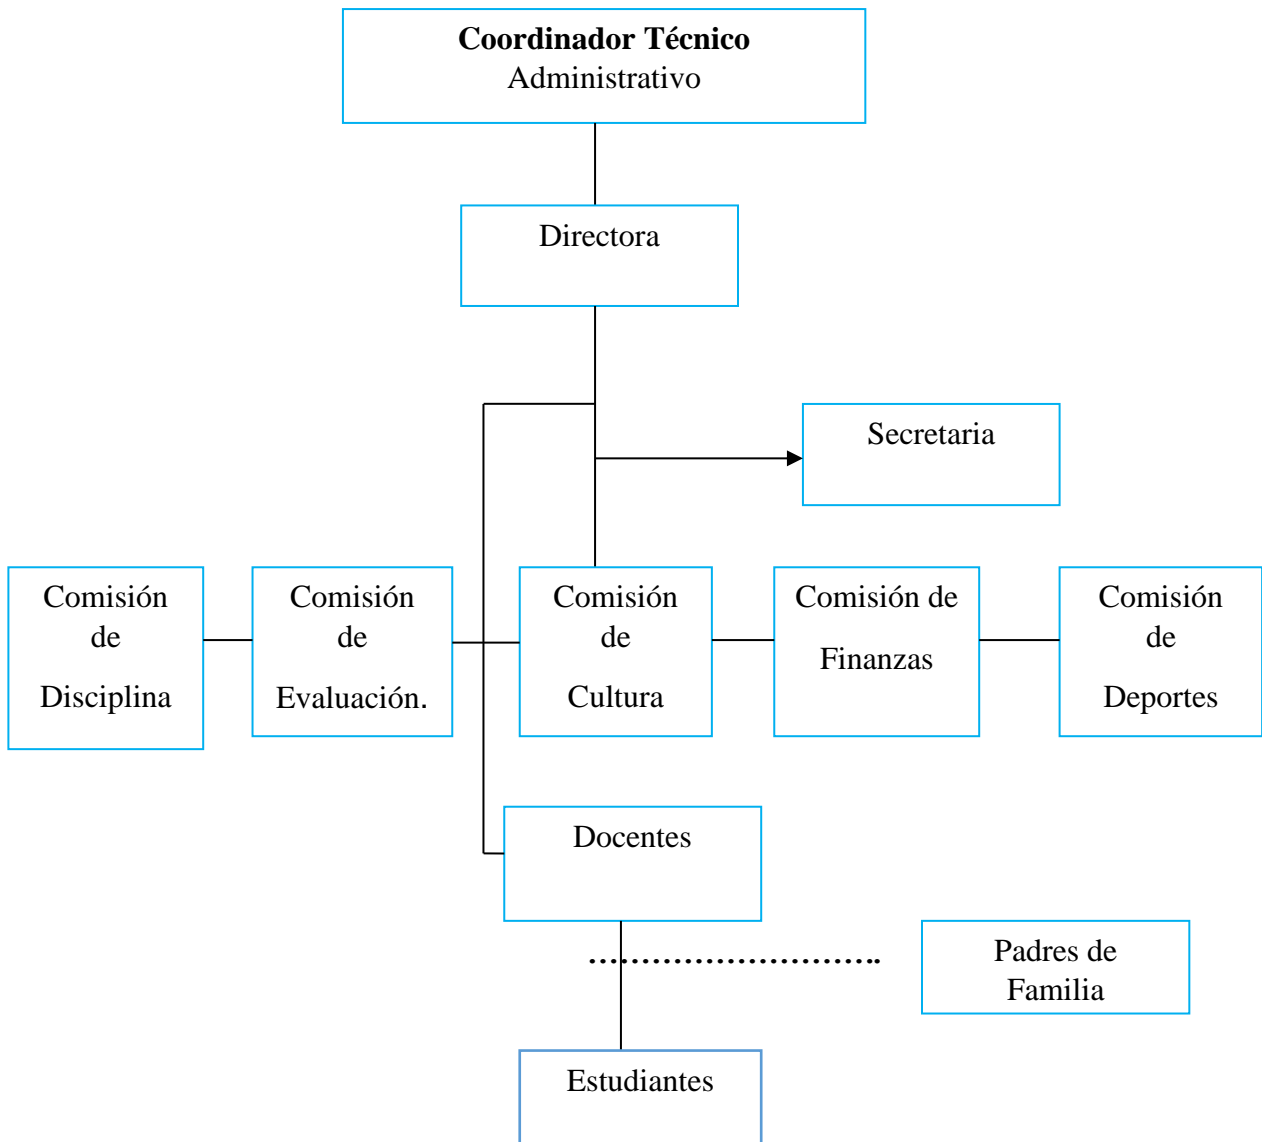 Coordinador Técnico
Administrativo
Directora
Secretaria
Comisión
de
Disciplina
Comisión
de
Evaluación.
Comisión
de
Cultura
Comisión de
Finanzas
Comisión
de
Deportes
Docentes
Padres de
Familia
Estudiantes